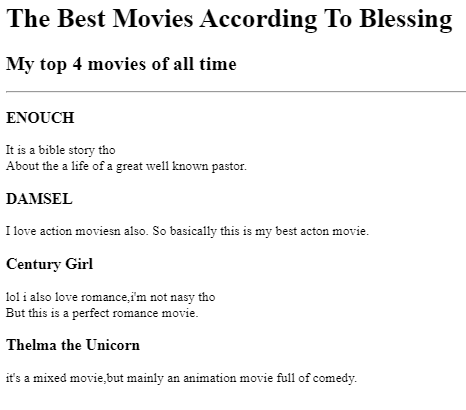 The Best Movies According To Blessing
My top 4 movies of all time
ENOUCH
It is a bible story tho
About the a life of a great well known pastor.
DAMSEL
I love action moviesn also. So basically this is my best acton movie.
Century Girl
lol i also love romance,i'm not nasy tho
But this is a perfect romance movie.
Thelma the Unicorn
it's a mixed movie,but mainly an animation movie full of comedy.